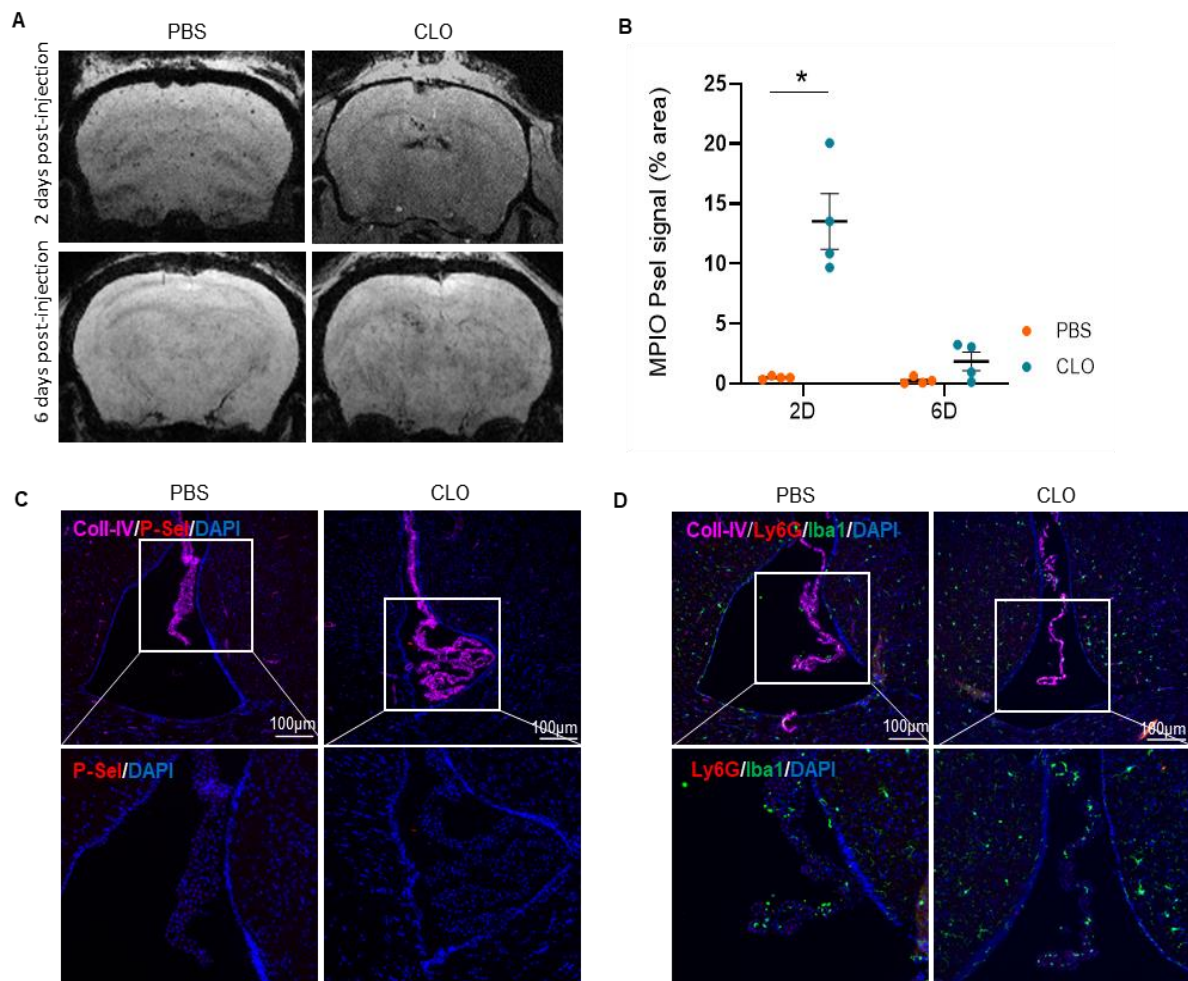 A
PBS
CLO
2 days post-injection
6 days post-injection
B
MPIO Psel signal (% area)
25
20
15
10
5
0
*
2D
6D
PBS
CLO
C
PBS
CLO
Coll-IV/P-Sel/DAPI
100µm
100µm
P-Sel/DAPI
D
PBS
CLO
Coll-IV/Ly6G/Iba1/DAPI
100µm
100µm
Ly6G/Iba1/DAPI